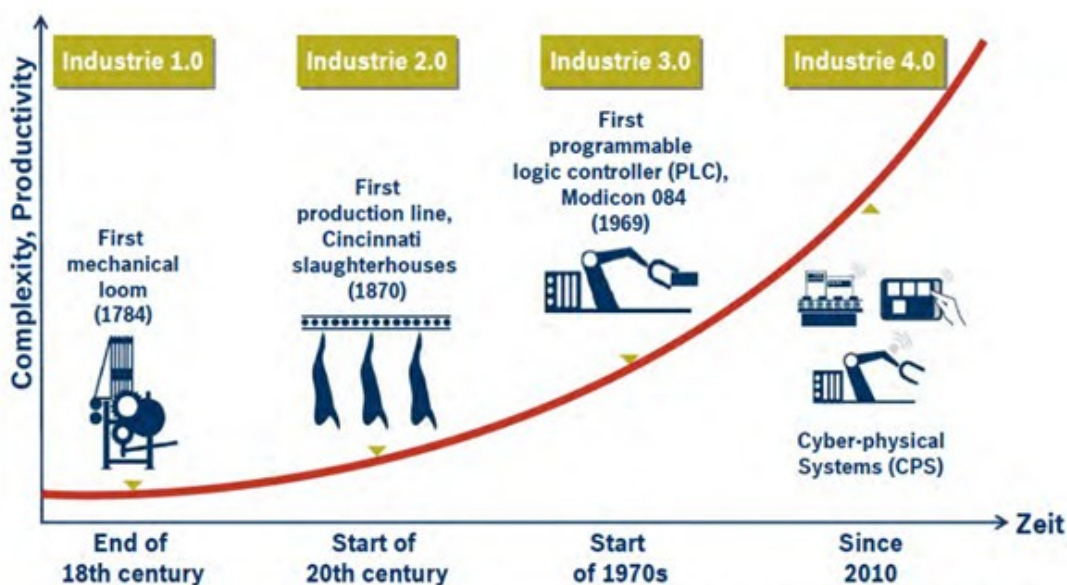 Complexity, Productivity
Industrie 1.0
First
mechanical
loom
(1784)
Industrie 2.0
First
production line,
Cincinnati
slaughterhouses
(1870)
Industrie 3.0
First
programmable
logic controller (PLC),
Modicon 084
(1969)
Industrie 4.0
Cyber-physical
Systems (CPS)
End of
18th century
Start of
20th century
Start
of 1970s
Since
2010
Zeit